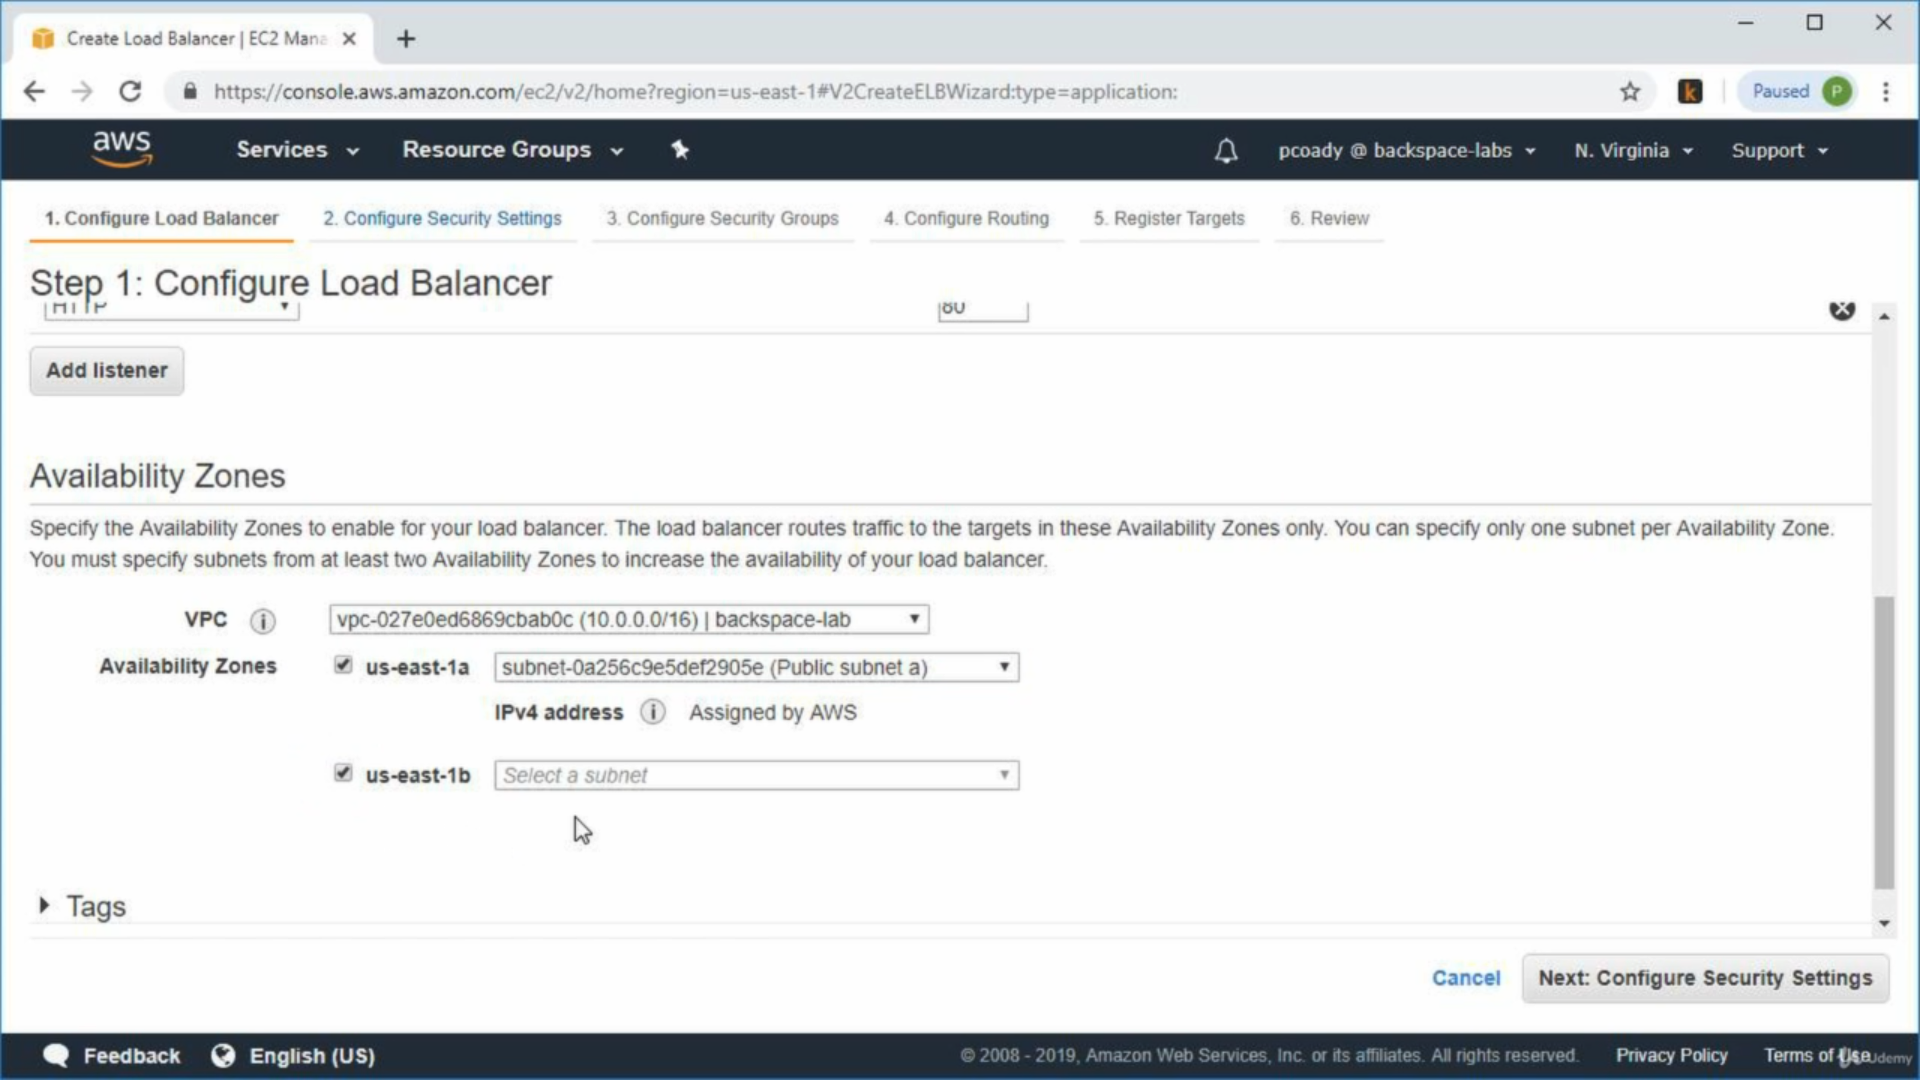 Create Load Balancer | EC2 Mana
https://console.aws.amazon.com/ec2/v2/home?region=us-east-1#V2CreateELBWizard:type=application:
k
Paused
P
aws
Services
Resource Groups
pcoady @ backspace-labs
N. Virginia
Support
1. Configure Load Balancer
2. Configure Security Settings
3. Configure Security Groups
4. Configure Routing
5. Register Targets
6. Review
Step 1: Configure Load Balancer
HTTP
80
Add listener
Availability Zones
Specify the Availability Zones to enable for your load balancer. The load balancer routes traffic to the targets in these Availability Zones only. You can specify only one subnet per Availability Zone.
You must specify subnets from at least two Availability Zones to increase the availability of your load balancer.
VPC i vpc-027e0ed6869cbab0c (10.0.0.0/16) | backspace-lab
Availability Zones us-east-1a subnet-0a256c9e5def2905e (Public subnet a)
IPv4 address i Assigned by AWS
us-east-1b Select a subnet
Tags
Cancel
Next: Configure Security Settings
Feedback
English (US)
© 2008 - 2019, Amazon Web Services, Inc. or its affiliates. All rights reserved.
Privacy Policy
Terms of Use
Udemy